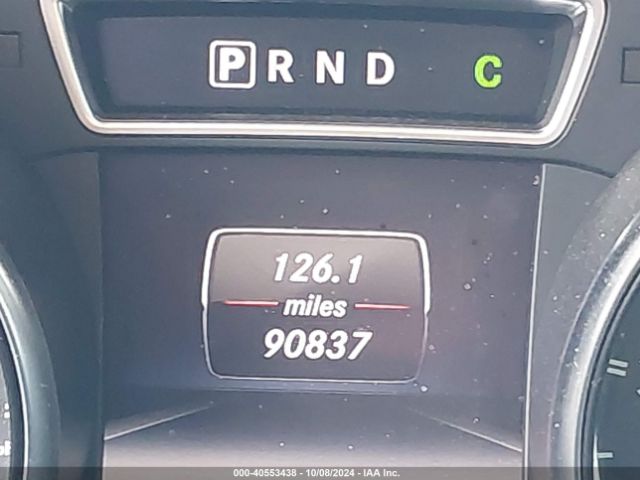 P R N D C
126.1
miles
90837
000-40553438 - 10/08/2024 - IAA Inc.